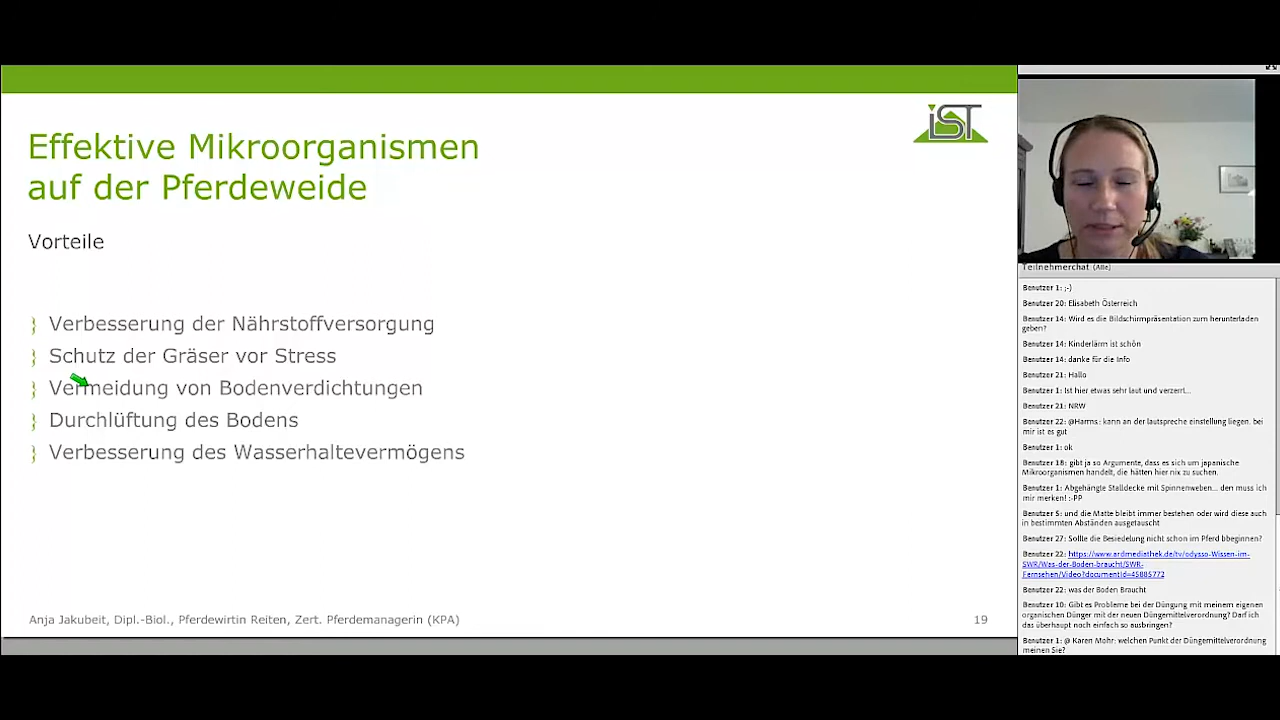 iST
Effektive Mikroorganismen
auf der Pferdeweide
Vorteile
Verbesserung der Nährstoffversorgung
Schutz der Gräser vor Stress
Vermeidung von Bodenverdichtungen
Durchlüftung des Bodens
Verbesserung des Wasserhaltevermögens
Anja Jakubeit, Dipl.-Biol., Pferdewirtin Reiten, Zert. Pferdemanagerin (KPA)
19
Teilnehmerchat (Alle)
Benutzer 1: ;-)
Benutzer 20: Elisabeth Österreich
Benutzer 14: Wird es die Bildschirmpräsentation zum herunterladen
geben?
Benutzer 14: Kinderlärm ist schön
Benutzer 14: danke für die Info
Benutzer 21: Hallo
Benutzer 1: Ist hier etwas sehr laut und verzerrt...
Benutzer 21: NRW
Benutzer 22: @Harms.: kann an der lautspreche einstellung liegen. bei
mir ist es gut
Benutzer 1: ok
Benutzer 18: gibt ja so Argumente, dass es sich um japanische
Mikroorganismen handelt, die hätten hier nix zu suchen.
Benutzer 1: Abgehängte Stalldecke mit Spinnenweben... den muss ich
mir merken! :-PP
Benutzer 5: und die Matte bleibt immer bestehen oder wird diese auch
in bestimmten Abständen ausgetauscht
Benutzer 27: Sollte die Besiedelung nicht schon im Pferd bbeginnen?
Benutzer 22: https://www.ardmediathek.de/tv/odysso-Wissen-im-
SWR/Was-der-Boden-braucht/SWR-
Fernsehen/Video?documentId=45885772
Benutzer 22: was der Boden Braucht
Benutzer 10: Gibt es Probleme bei der Düngung mit meinem eigenen
organischen Dünger mit der neuen Düngemittelverordnung? Darf ich
das überhaupt noch einfach so ausbringen?
Benutzer 1: @ Karen Mohr: welchen Punkt der Düngemittelverordnung
meinen Sie?